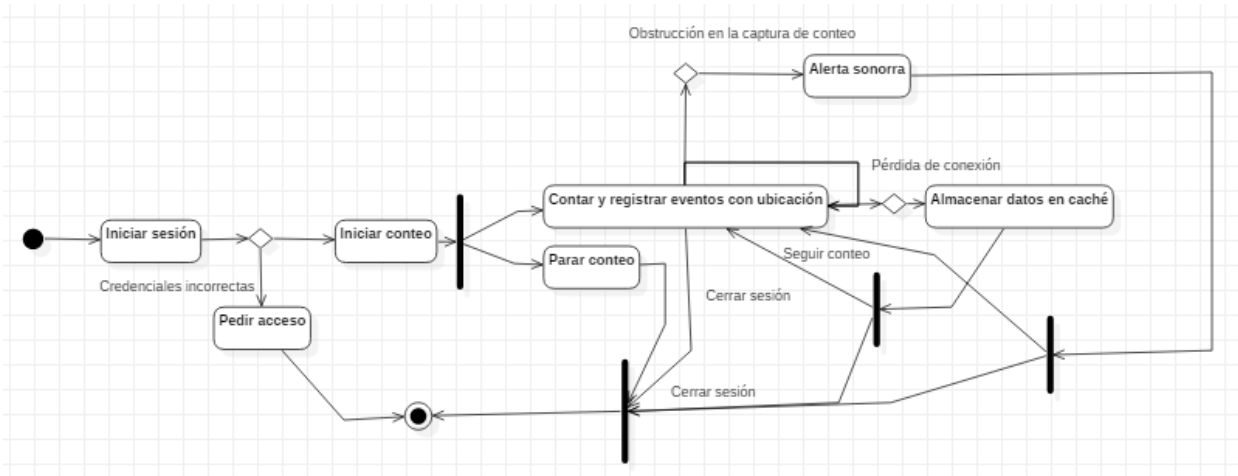 Obstrucción en la captura de conteo
Alerta sonorra
Pérdida de conexión
Contar y registrar eventos con ubicación
Almacenar datos en caché
Iniciar sesión
Iniciar conteo
Parar conteo
Seguir conteo
Credenciales incorrectas
Cerrar sesión
Pedir acceso
Cerrar sesión